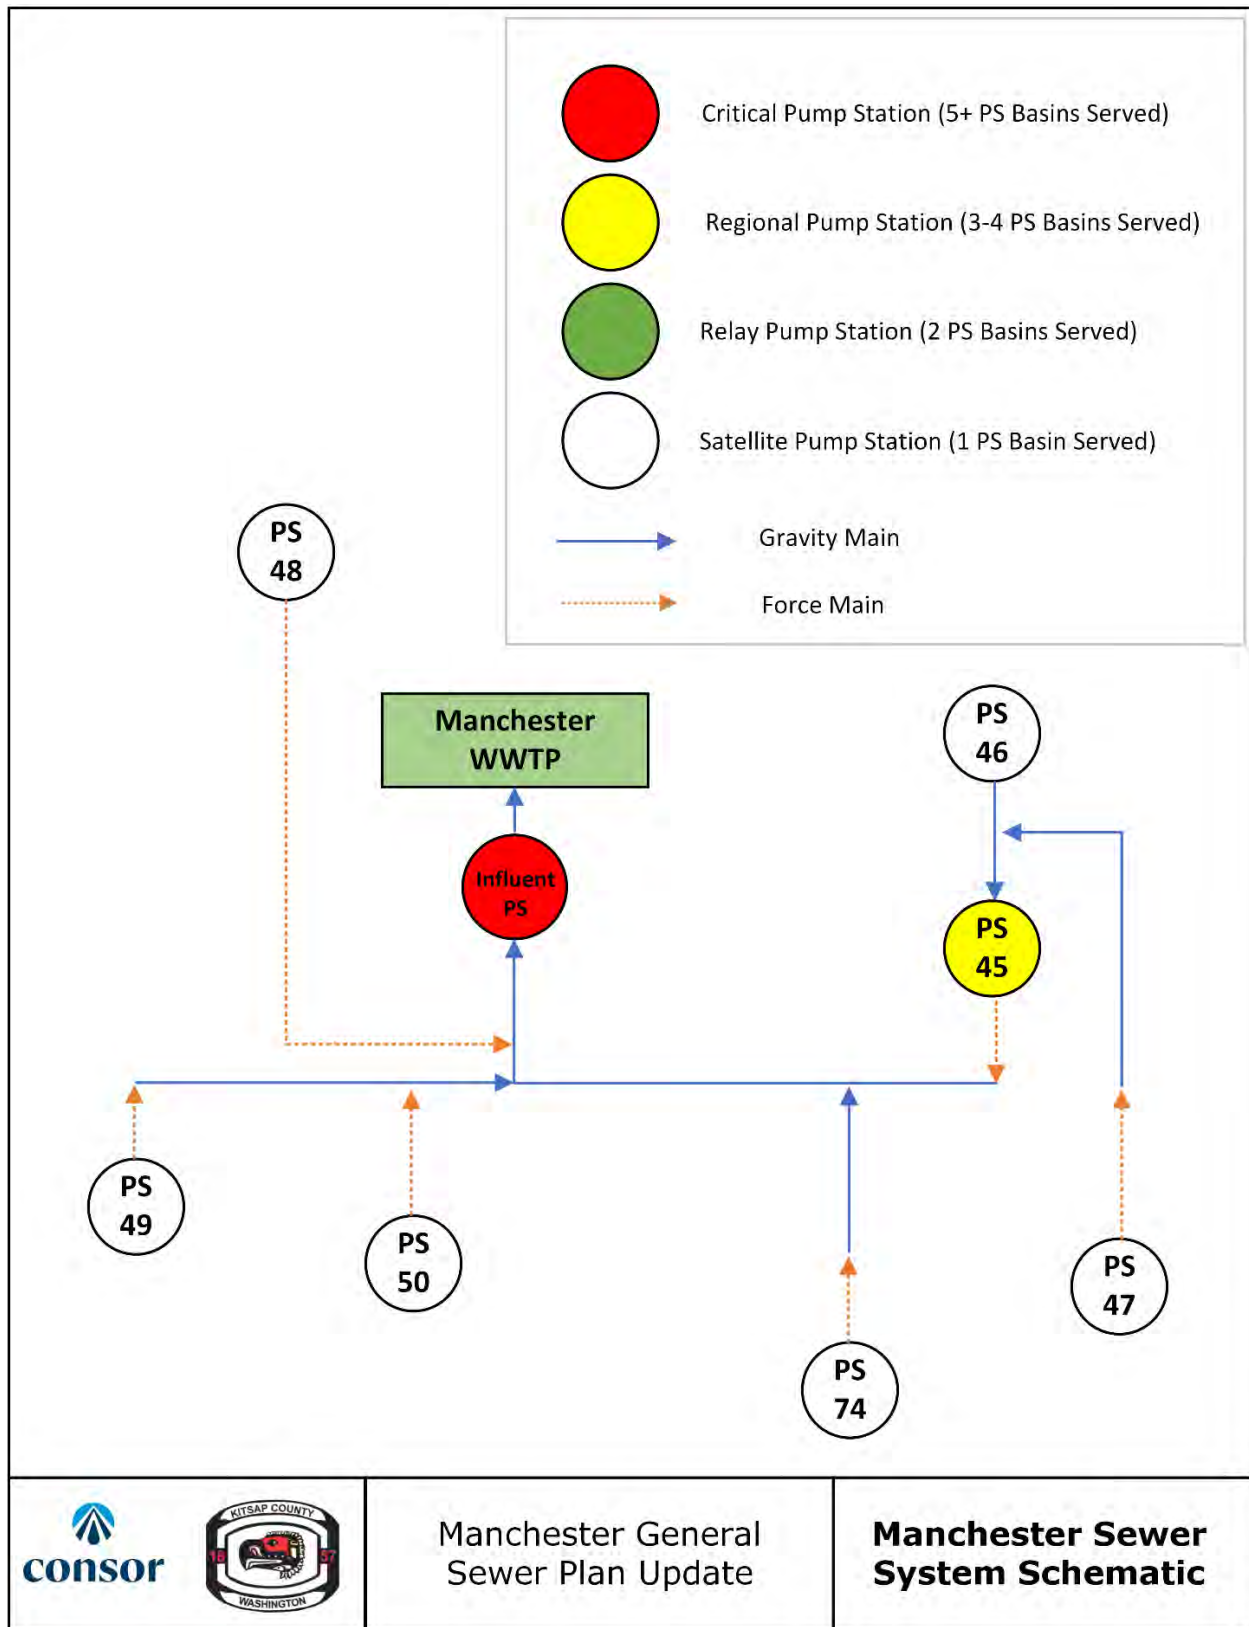 Critical Pump Station (5+ PS Basins Served)
Regional Pump Station (3-4 PS Basins Served)
Relay Pump Station (2 PS Basins Served)
Satellite Pump Station (1 PS Basin Served)
Gravity Main
Force Main
PS
48
Manchester
WWTP
PS
46
Influent
PS
PS
45
PS
49
PS
50
PS
47
PS
74
consor
KITSAP COUNTY
18 57
WASHINGTON
Manchester General
Sewer Plan Update
Manchester Sewer
System Schematic